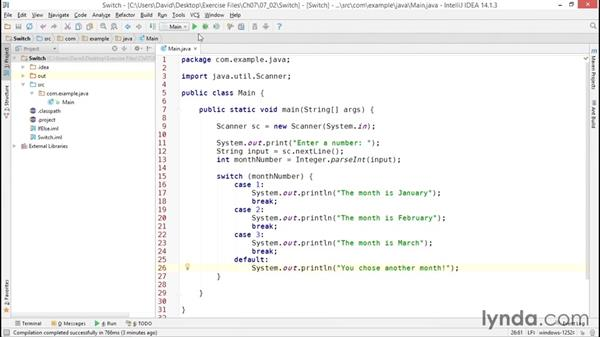 Switch - [C:\Users\David\Desktop\Exercise Files\Ch07\07_02\Switch] - ...\src\com\example\java\Main.java - IntelliJ IDEA 14.1.3
File Edit View Navigate Code Analyze Refactor Build Run Tools VCS Window Help
Main
Switch src com example java Main
Project
Main.java
1 package com.example.java;
2
3 import java.util.Scanner;
4
5 public class Main {
6
7 public static void main(String[] args) {
8
9 Scanner sc = new Scanner(System.in);
10
11 System.out.print("Enter a number: ");
12 String input = sc.nextLine();
13 int monthNumber = Integer.parseInt(input);
14
15 switch (monthNumber) {
16 case 1:
17 System.out.println("The month is January");
18 break;
19 case 2:
20 System.out.println("The month is February");
21 break;
22 case 3:
23 System.out.println("The month is March");
24 break;
25 default:
26 System.out.println("You chose another month!");
27 }
28
29 }
30 }
31
Switch (C:\Users\David\Desktop\Exercise
.idea
out
src
com.example.java
Main
.classpath
.project
IfElse.iml
Switch.iml
External Libraries
1: Project
7: Structure
2: Favorites
Maven Projects
Ant Build
Terminal 0: Messages 4: Run 6: TODO
Compilation completed successfully in 766ms (3 minutes ago)
26:61 LF÷ windows-1252÷
lynda.com